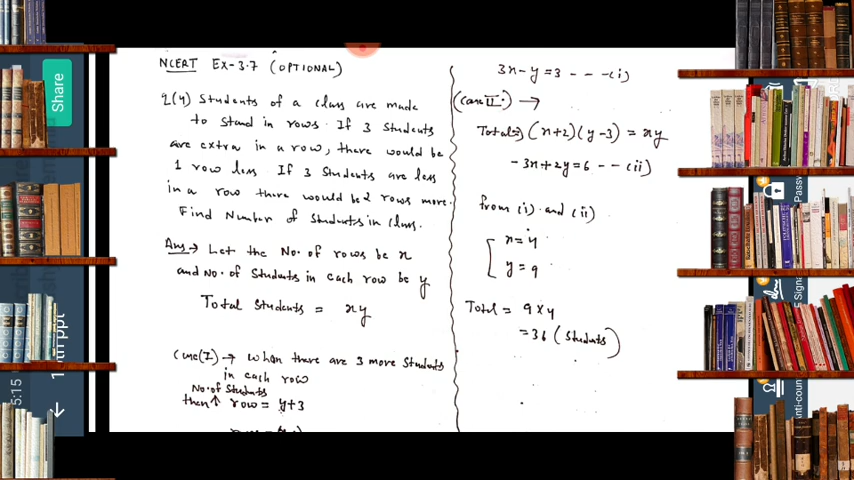 NCERT EX-3.7 (OPTIONAL)
Q(4) Students of a class are made
to stand in rows. If 3 students
are extra in a row, there would be
1 row less. If 3 students are less
in a row there would be 2 rows more.
Find Number of students in class.
Ans → Let the No. of rows be x
and No. of students in each row be y
Total students = xy
Case(I) → When there are 3 more students
in each row
No. of students
then ↑ row = y+3
3x-y=3 - - - (i)
(case II) →
Total → (x+2)(y-3) = xy
-3x+2y=6 - - (ii)
from (i) and (ii)
x=4
y=9
Total = 9x4
=36 (students)
Share
5:15
10th ppt